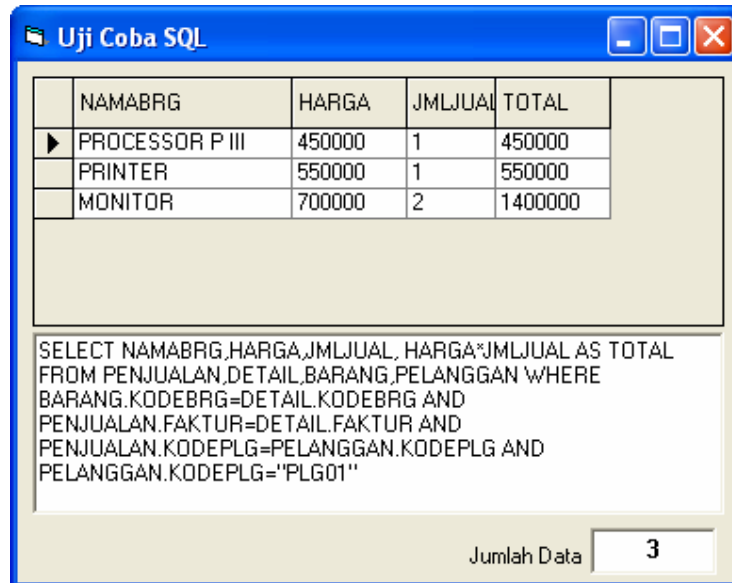 Uji Coba SQL
NAMABRG HARGA JMLJUAL TOTAL
PROCESSOR P III 450000 1 450000
PRINTER 550000 1 550000
MONITOR 700000 2 1400000
SELECT NAMABRG,HARGA,JMLJUAL, HARGA*JMLJUAL AS TOTAL
FROM PENJUALAN,DETAIL,BARANG,PELANGGAN WHERE
BARANG.KODEBRG=DETAIL.KODEBRG AND
PENJUALAN.FAKTUR=DETAIL.FAKTUR AND
PENJUALAN.KODEPLG=PELANGGAN.KODEPLG AND
PELANGGAN.KODEPLG="PLG01"
Jumlah Data 3